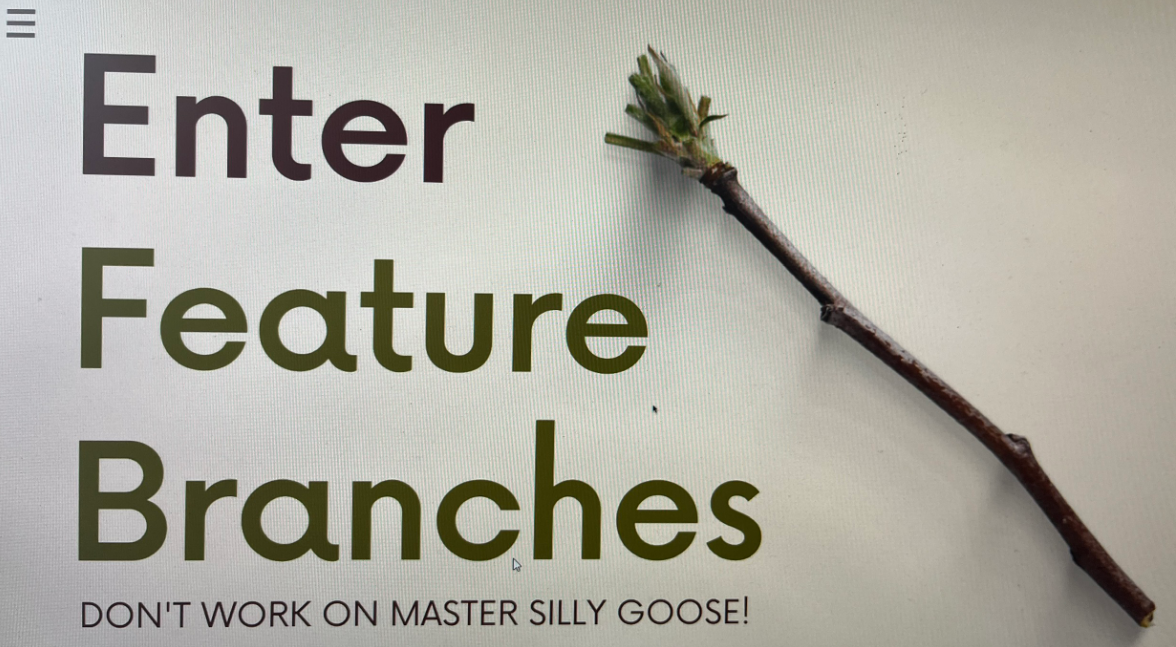 Enter
Feature
Branches
DON'T WORK ON MASTER SILLY GOOSE!